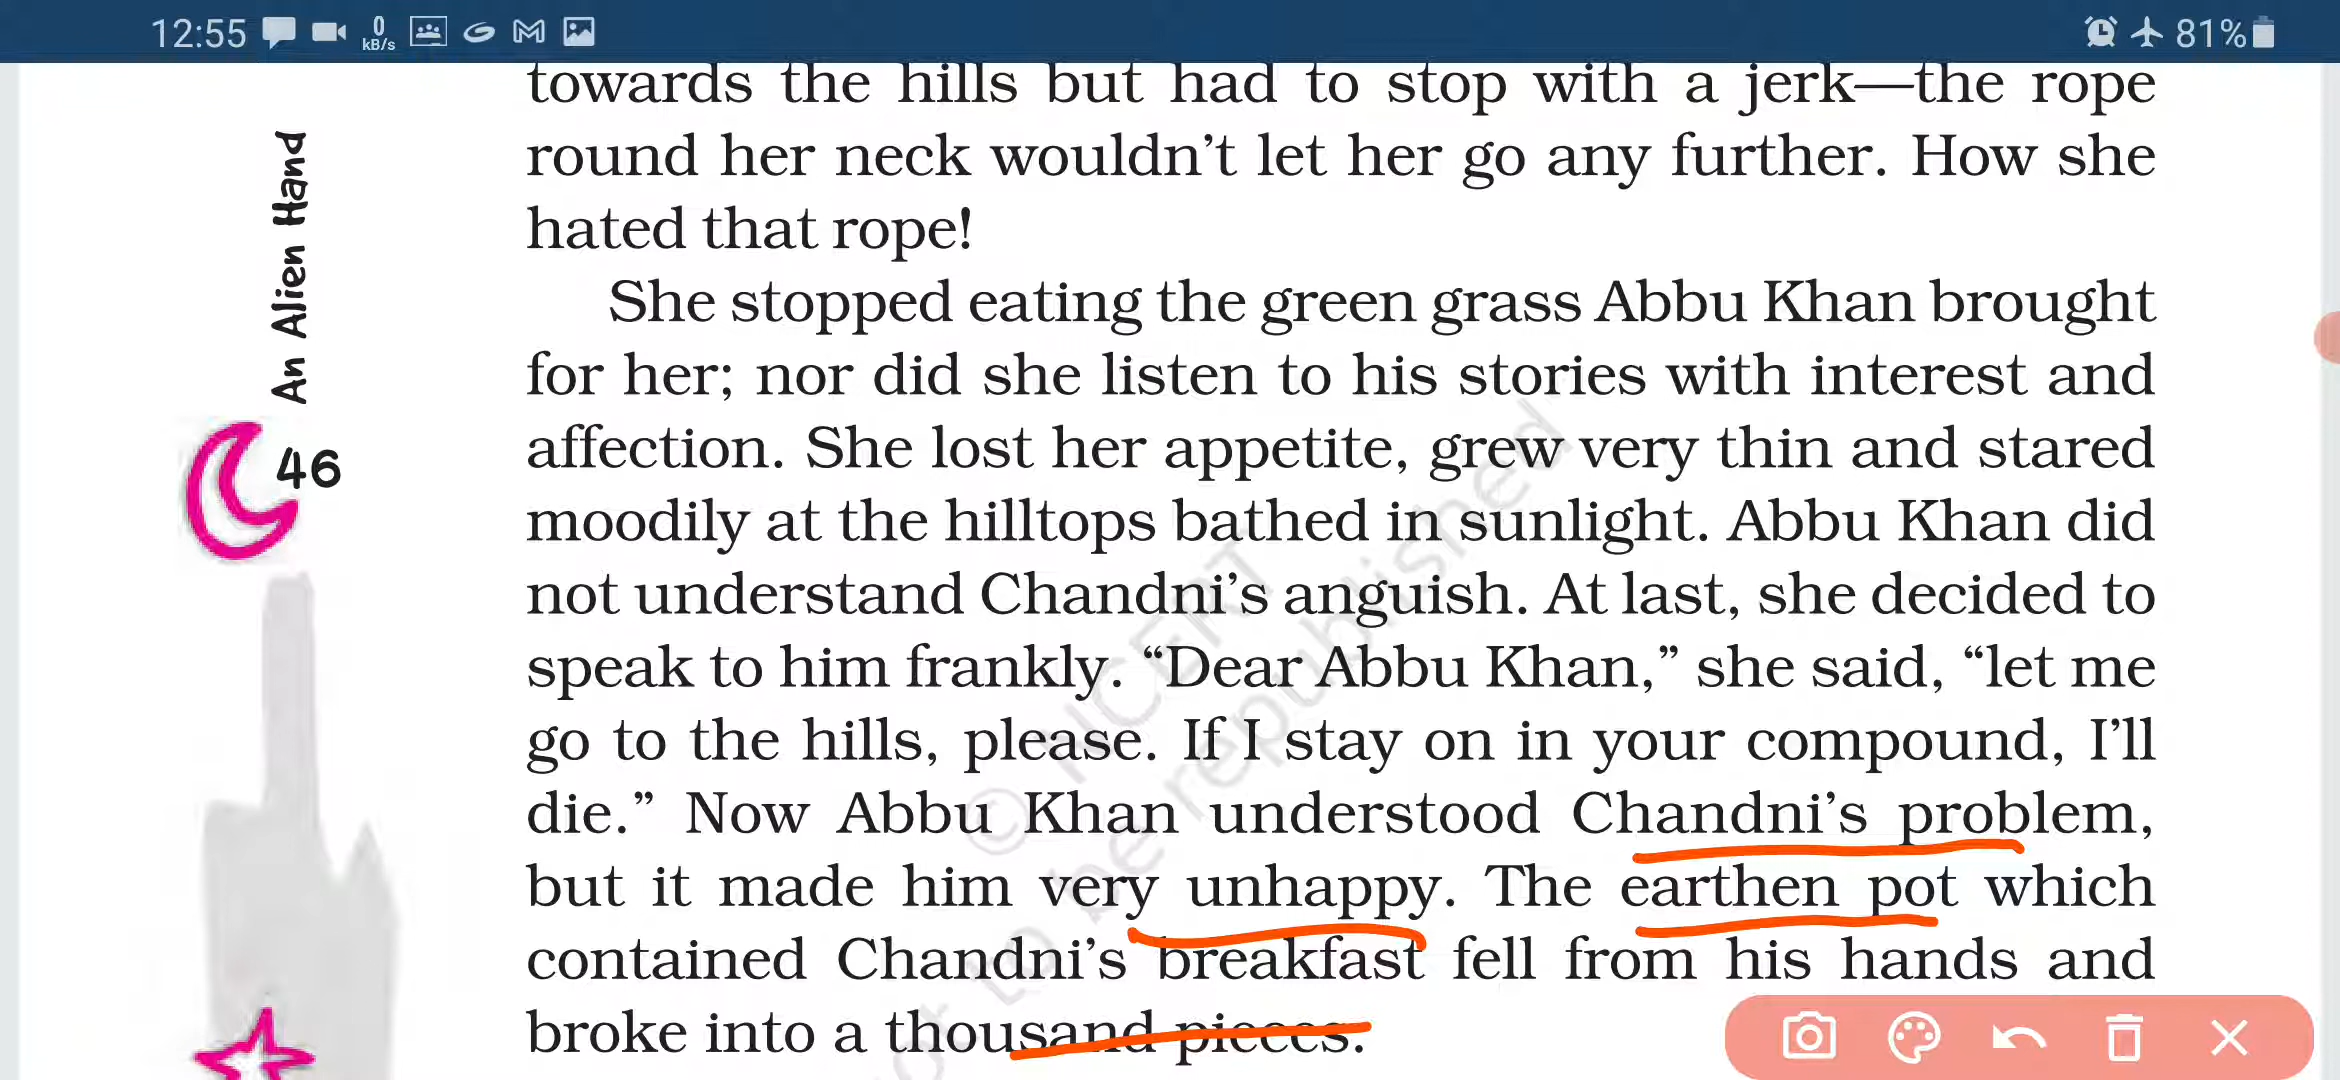 12:55 0 kB/s 81%
towards the hills but had to stop with a jerk—the rope
round her neck wouldn’t let her go any further. How she
hated that rope!
She stopped eating the green grass Abbu Khan brought
for her; nor did she listen to his stories with interest and
affection. She lost her appetite, grew very thin and stared
moodily at the hilltops bathed in sunlight. Abbu Khan did
not understand Chandni’s anguish. At last, she decided to
speak to him frankly. “Dear Abbu Khan,” she said, “let me
go to the hills, please. If I stay on in your compound, I’ll
die.” Now Abbu Khan understood Chandni’s problem,
but it made him very unhappy. The earthen pot which
contained Chandni’s breakfast fell from his hands and
broke into a thousand pieces.
An Alien Hand
46
© NCERT
not to be republished